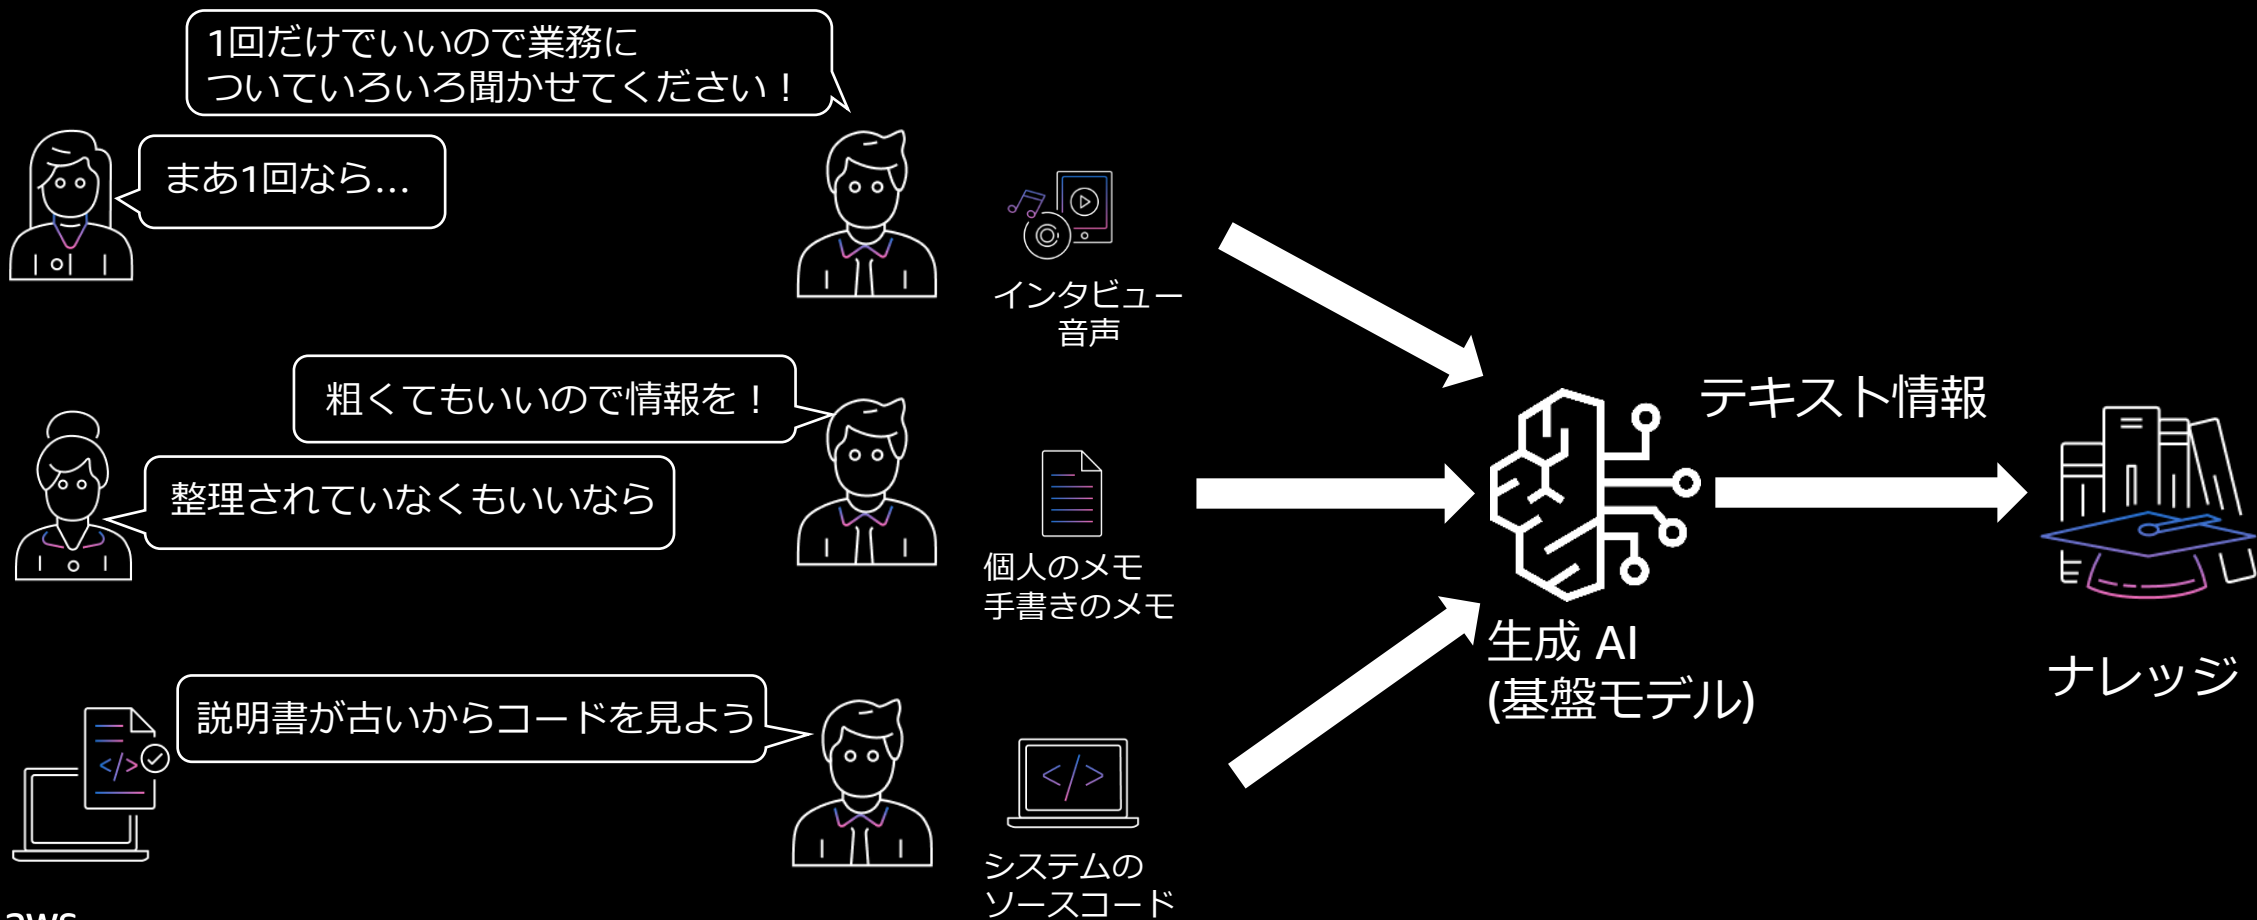 1回だけでいいので業務に
ついていろいろ聞かせてください！
まあ1回なら…
インタビュー
音声
粗くてもいいので情報を！
整理されていなくもいいなら
個人のメモ
手書きのメモ
説明書が古いからコードを見よう
システムの
ソースコード
生成 AI
(基盤モデル)
テキスト情報
ナレッジ
aws